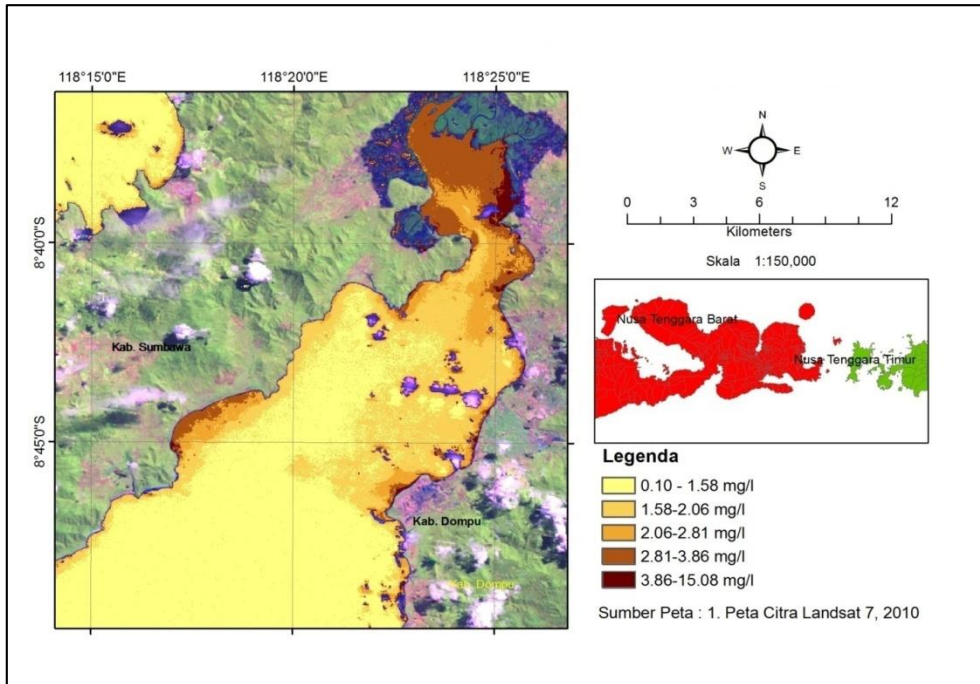 118°15'0"E
118°20'0"E
118°25'0"E
8°40'0"S
8°45'0"S
Kab. Sumbawa
Kab. Dompu
Kab. Dompu
N
W
E
S
0 3 6 9 12
Kilometers
Skala 1:150,000
Nusa Tenggara Barat
Nusa Tenggara Timur
Legenda
0.10 - 1.58 mg/l
1.58-2.06 mg/l
2.06-2.81 mg/l
2.81-3.86 mg/l
3.86-15.08 mg/l
Sumber Peta : 1. Peta Citra Landsat 7, 2010